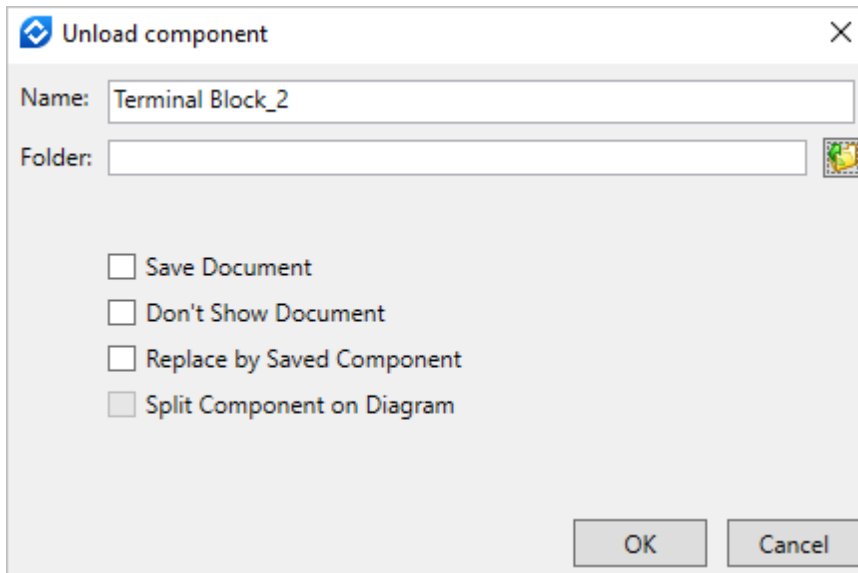 Unload component
Name: Terminal Block_2
Folder:
Save Document
Don't Show Document
Replace by Saved Component
Split Component on Diagram
OK Cancel